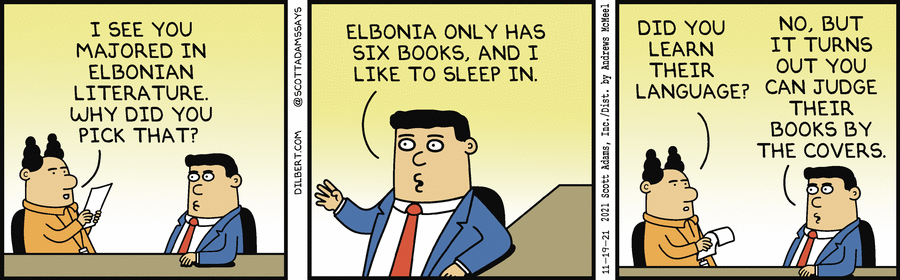 I SEE YOU
MAJORED IN
ELBONIAN
LITERATURE.
WHY DID YOU
PICK THAT?
DILBERT.COM @SCOTTADAMSSAYS
ELBONIA ONLY HAS
SIX BOOKS, AND I
LIKE TO SLEEP IN.
11-19-21 2021 Scott Adams, Inc./Dist. by Andrews McMeel
DID YOU
LEARN
THEIR
LANGUAGE?
NO, BUT
IT TURNS
OUT YOU
CAN JUDGE
THEIR
BOOKS BY
THE COVERS.